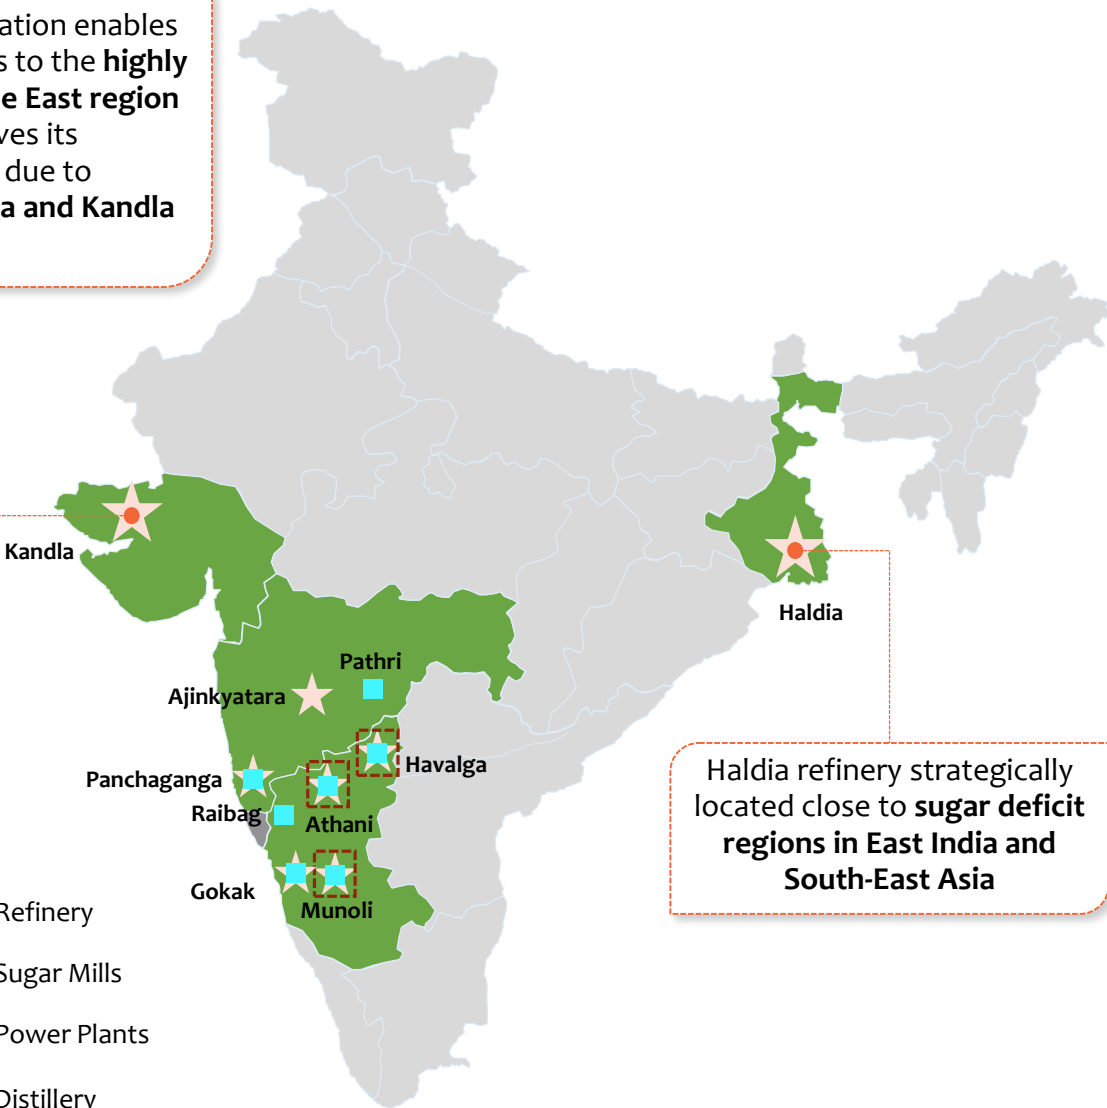 ation enables
s to the highly
e East region
ves its
due to
a and Kandla
Kandla
Haldia
Pathri
Ajinkyatara
Havalga
Panchaganga
Raibag
Athani
Gokak
Munoli
Haldia refinery strategically
located close to sugar deficit
regions in East India and
South-East Asia
Refinery
Sugar Mills
Power Plants
Distillery